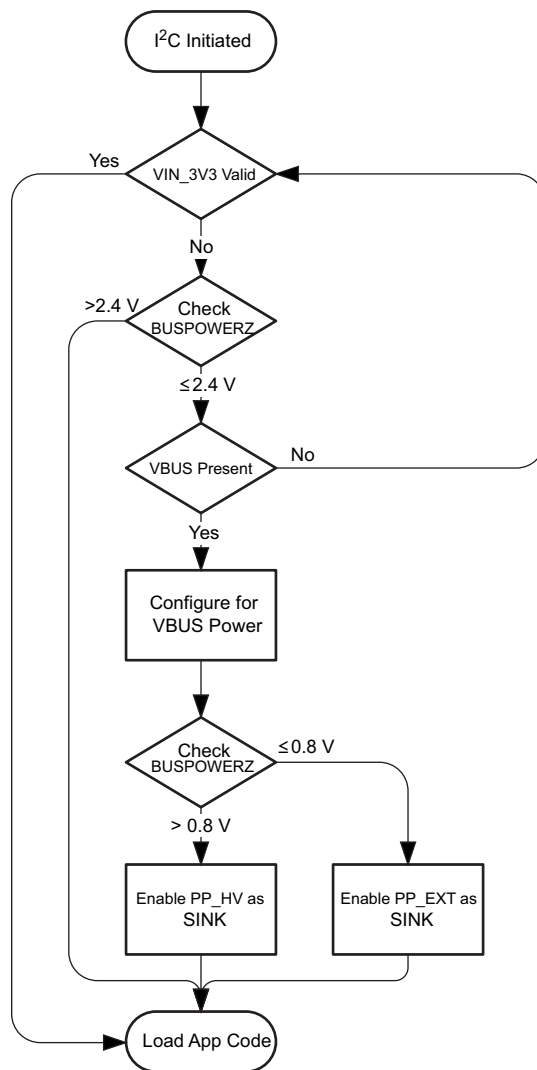 I²C Initiated
Yes
VIN_3V3 Valid
No
>2.4 V
Check
BUSPOWERZ
≤2.4 V
VBUS Present
No
Yes
Configure for
VBUS Power
Check
BUSPOWERZ
≤0.8 V
> 0.8 V
Enable PP_HV as
SINK
Enable PP_EXT as
SINK
Load App Code